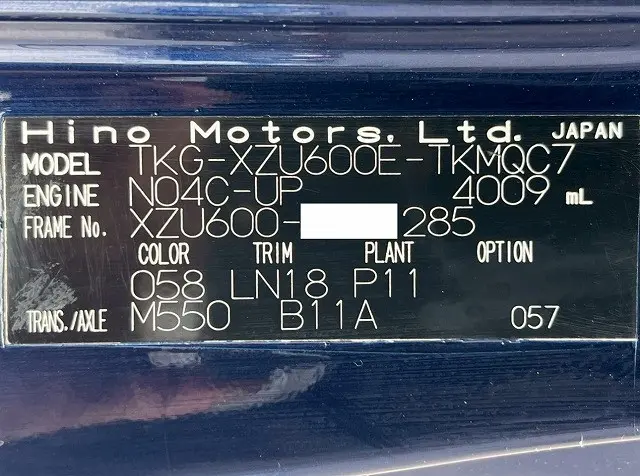 Hino Motors, Ltd. JAPAN
MODEL TKG-XZU600E-TKMQC7
ENGINE N04C-UP 4009 mL
FRAME No. XZU600- 285
COLOR TRIM PLANT OPTION
058 LN18 P11
TRANS./AXLE M550 B11A 057